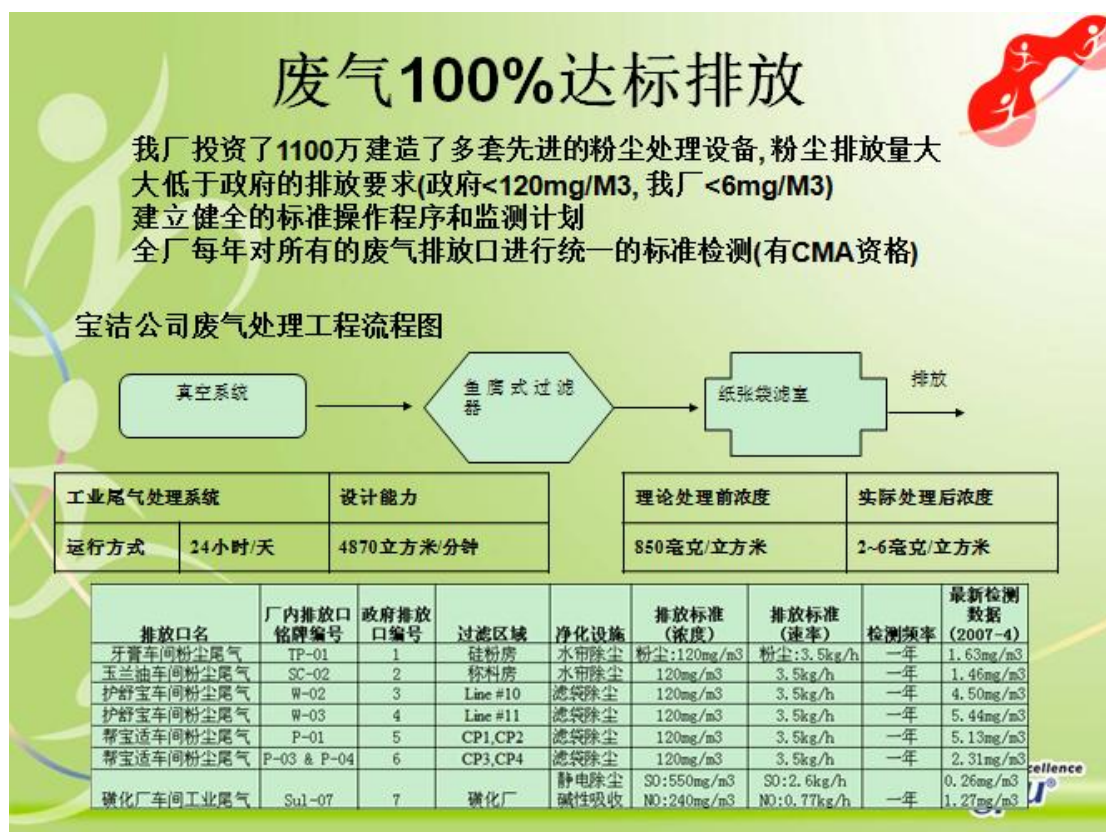 废气100%达标排放
我厂投资了1100万建造了多套先进的粉尘处理设备,粉尘排放量大
大低于政府的排放要求(政府<120mg/M3, 我厂<6mg/M3)
建立健全的标准操作程序和监测计划
全厂每年对所有的废气排放口进行统一的标准检测(有CMA资格)
宝洁公司废气处理工程流程图
真空系统
鱼度式过滤
器
纸张袋滤室
排放
工业尾气处理系统 设计能力 理论处理前浓度 实际处理后浓度
运行方式 24小时/天 4870立方米/分钟 850毫克/立方米 2~6毫克/立方米
排放口名 厂内排放口铭牌编号 政府排放口编号 过滤区域 净化设施 排放标准(浓度) 排放标准(速率) 检测频率 最新检测数据(2007-4)
牙膏车间粉尘尾气 TP-01 1 硅粉房 水帘除尘 粉尘:120mg/m3 粉尘:3.5kg/h 一年 1.63mg/m3
玉兰油车间粉尘尾气 SC-02 2 称料房 水帘除尘 120mg/m3 3.5kg/h 一年 1.46mg/m3
护舒宝车间粉尘尾气 W-02 3 Line #10 滤袋除尘 120mg/m3 3.5kg/h 一年 4.50mg/m3
护舒宝车间粉尘尾气 W-03 4 Line #11 滤袋除尘 120mg/m3 3.5kg/h 一年 5.44mg/m3
帮宝适车间粉尘尾气 P-01 5 CP1,CP2 滤袋除尘 120mg/m3 3.5kg/h 一年 5.13mg/m3
帮宝适车间粉尘尾气 P-03 & P-04 6 CP3,CP4 滤袋除尘 120mg/m3 3.5kg/h 一年 2.31mg/m3
静电除尘 SO:550mg/m3 SO:2.6kg/h 0.26mg/m3
磺化厂车间工业尾气 Sul-07 7 磺化厂 碱性吸收 NO:240mg/m3 NO:0.77kg/h 一年 1.27mg/m3